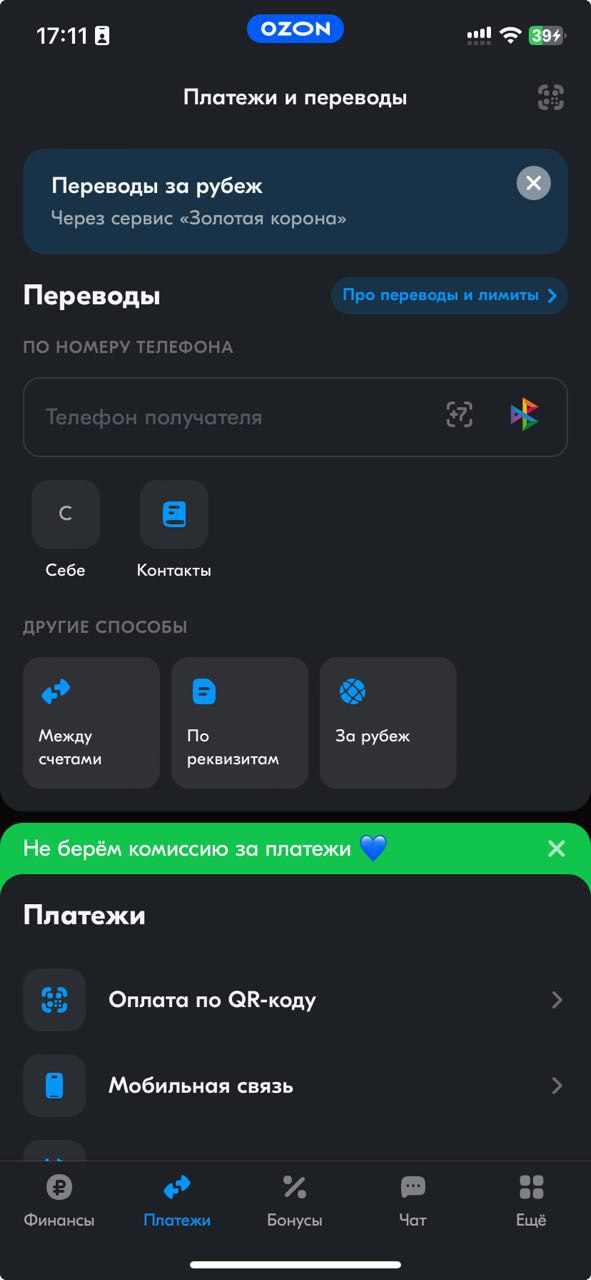 17:11
OZON
39
Платежи и переводы
Переводы за рубеж
Через сервис «Золотая корона»
Переводы
Про переводы и лимиты
ПО НОМЕРУ ТЕЛЕФОНА
Телефон получателя
+7
С
Себе
Контакты
ДРУГИЕ СПОСОБЫ
Между
счетами
По
реквизитам
За рубеж
Не берём комиссию за платежи 💙
Платежи
Оплата по QR-коду
Мобильная связь
Финансы
Платежи
Бонусы
Чат
Ещё